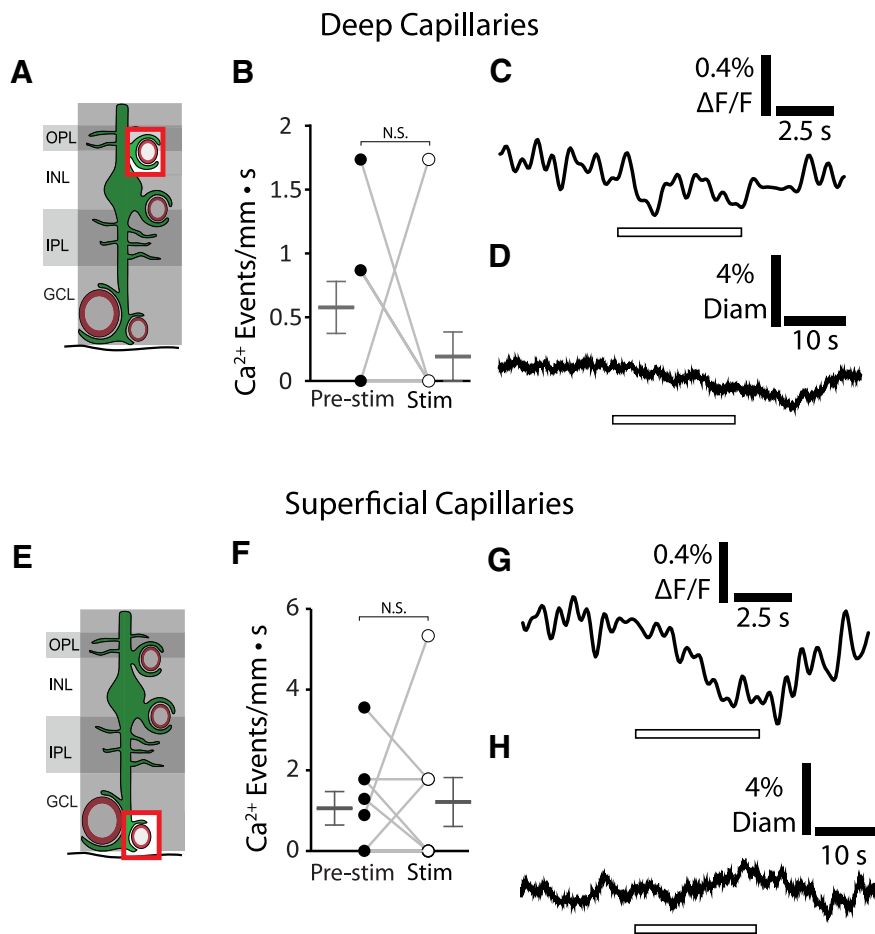 Deep Capillaries
A
OPL
INL
IPL
GCL
B
Ca²⁺ Events/mm • s
2
1.5
1
0.5
0
N.S.
Pre-stim
Stim
C
0.4%
ΔF/F
2.5 s
D
4%
Diam
10 s
Superficial Capillaries
E
OPL
INL
IPL
GCL
F
Ca²⁺ Events/mm • s
6
4
2
0
N.S.
Pre-stim
Stim
G
0.4%
ΔF/F
2.5 s
H
4%
Diam
10 s